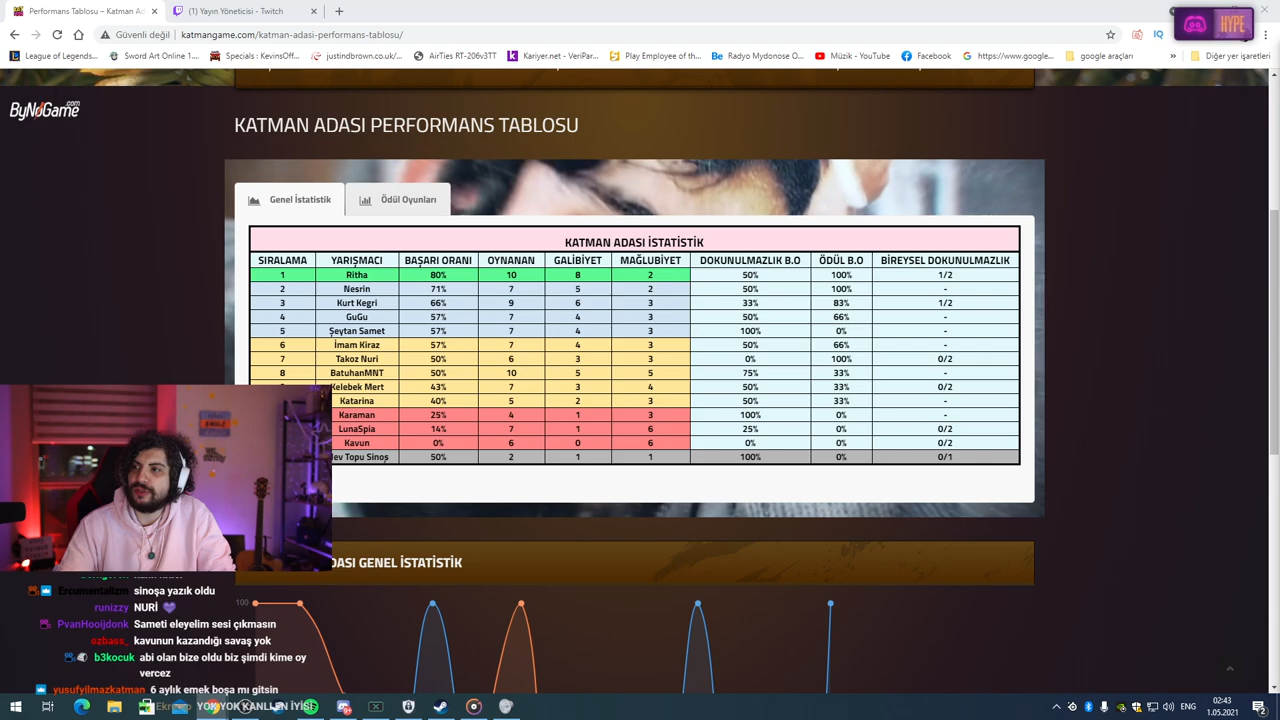 Performans Tablosu – Katman Ada
(1) Yayın Yöneticisi - Twitch
Güvenli değil
katmangame.com/katman-adasi-performans-tablosu/
League of Legends...
Sword Art Online 1....
Specials : KevinsOff...
justindbrown.co.uk/...
AirTies RT-206v3TT
Kariyer.net - VeriPar...
Play Employee of th...
Radyo Mydonose O...
Müzik - YouTube
Facebook
https://www.google...
google araçları
»
Diğer yer işaretleri
HYPE
ByNoGame.com
KATMAN ADASI PERFORMANS TABLOSU
Genel İstatistik
Ödül Oyunları
KATMAN ADASI İSTATİSTİK
SIRALAMA YARIŞMACI BAŞARI ORANI OYNANAN GALİBİYET MAĞLUBİYET DOKUNULMAZLIK B.O ÖDÜL B.O BİREYSEL DOKUNULMAZLIK
1 Ritha 80% 10 8 2 50% 100% 1/2
2 Nesrin 71% 7 5 2 50% 100% -
3 Kurt Kegri 66% 9 6 3 33% 83% 1/2
4 GuGu 57% 7 4 3 50% 66% -
5 Şeytan Samet 57% 7 4 3 100% 0% -
6 İmam Kiraz 57% 7 4 3 50% 66% -
7 Takoz Nuri 50% 6 3 3 0% 100% 0/2
8 BatuhanMNT 50% 10 5 5 75% 33% -
Kelebek Mert 43% 7 3 4 50% 33% 0/2
Katarina 40% 5 2 3 50% 33% -
Karaman 25% 4 1 3 100% 0% -
LunaSpia 14% 7 1 6 25% 0% 0/2
Kavun 0% 6 0 6 0% 0% 0/2
ev Topu Sinoş 50% 2 1 1 100% 0% 0/1
ADASI GENEL İSTATİSTİK
100
Ercumentalizm sinoşa yazık oldu
runizzy NURİ
PvanHooijdonk Sameti eleyelim sesi çıkmasın
ozbass_ kavunun kazandığı savaş yok
b3kocuk abi olan bize oldu biz şimdi kime oy
vercez
yusufyilmazkatman 6 aylık emek boşa mı gitsin
ENG
02:43
1.05.2021
2